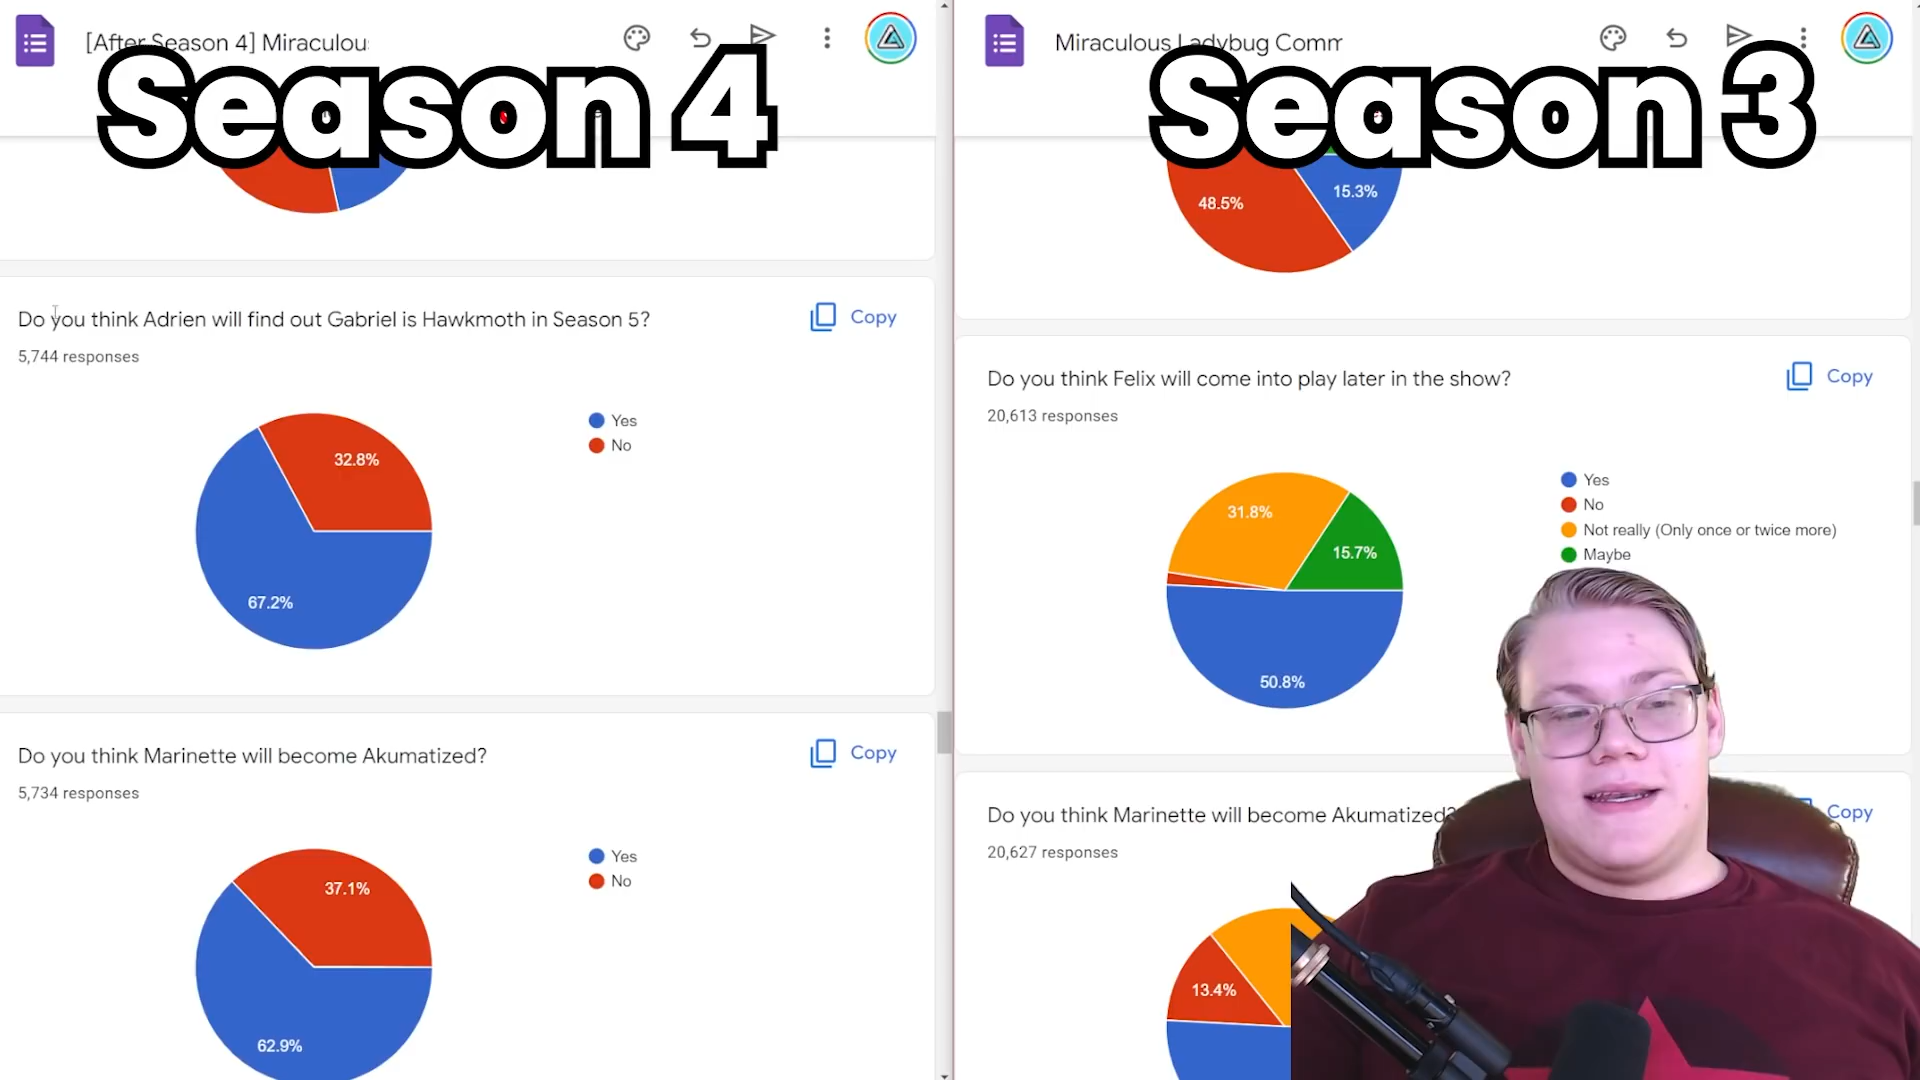 [After Season 4] Miraculou
Season 4
Do you think Adrien will find out Gabriel is Hawkmoth in Season 5?
Copy
5,744 responses
Yes
No
32.8%
67.2%
Do you think Marinette will become Akumatized?
Copy
5,734 responses
Yes
No
37.1%
62.9%
Miraculous Ladybug Comm
Season 3
15.3%
48.5%
Do you think Felix will come into play later in the show?
Copy
20,613 responses
Yes
No
Not really (Only once or twice more)
Maybe
31.8%
15.7%
50.8%
Do you think Marinette will become Akumatized?
Copy
20,627 responses
13.4%